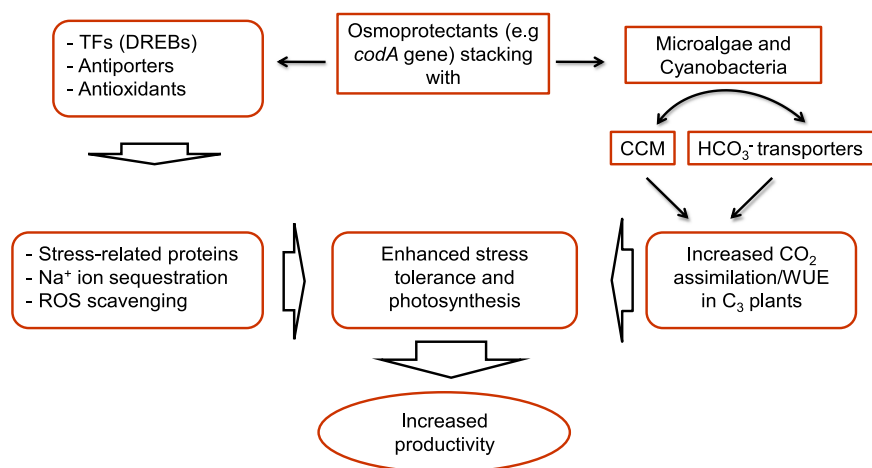 - TFs (DREBs)
- Antiporters
- Antioxidants
Osmoprotectants (e.g
codA gene) stacking
with
Microalgae and
Cyanobacteria
CCM
HCO₃⁻ transporters
- Stress-related proteins
- Na⁺ ion sequestration
- ROS scavenging
Enhanced stress
tolerance and
photosynthesis
Increased CO₂
assimilation/WUE
in C₃ plants
Increased
productivity